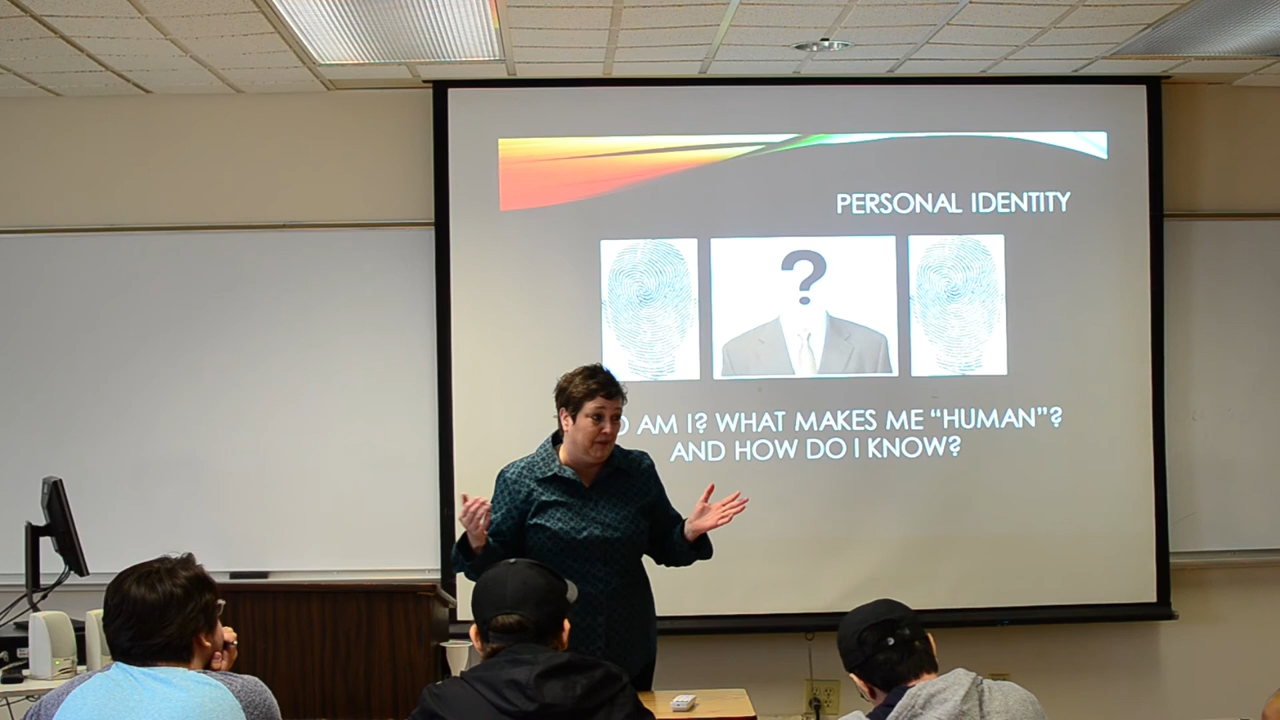 PERSONAL IDENTITY
?
AM I? WHAT MAKES ME “HUMAN”?
AND HOW DO I KNOW?